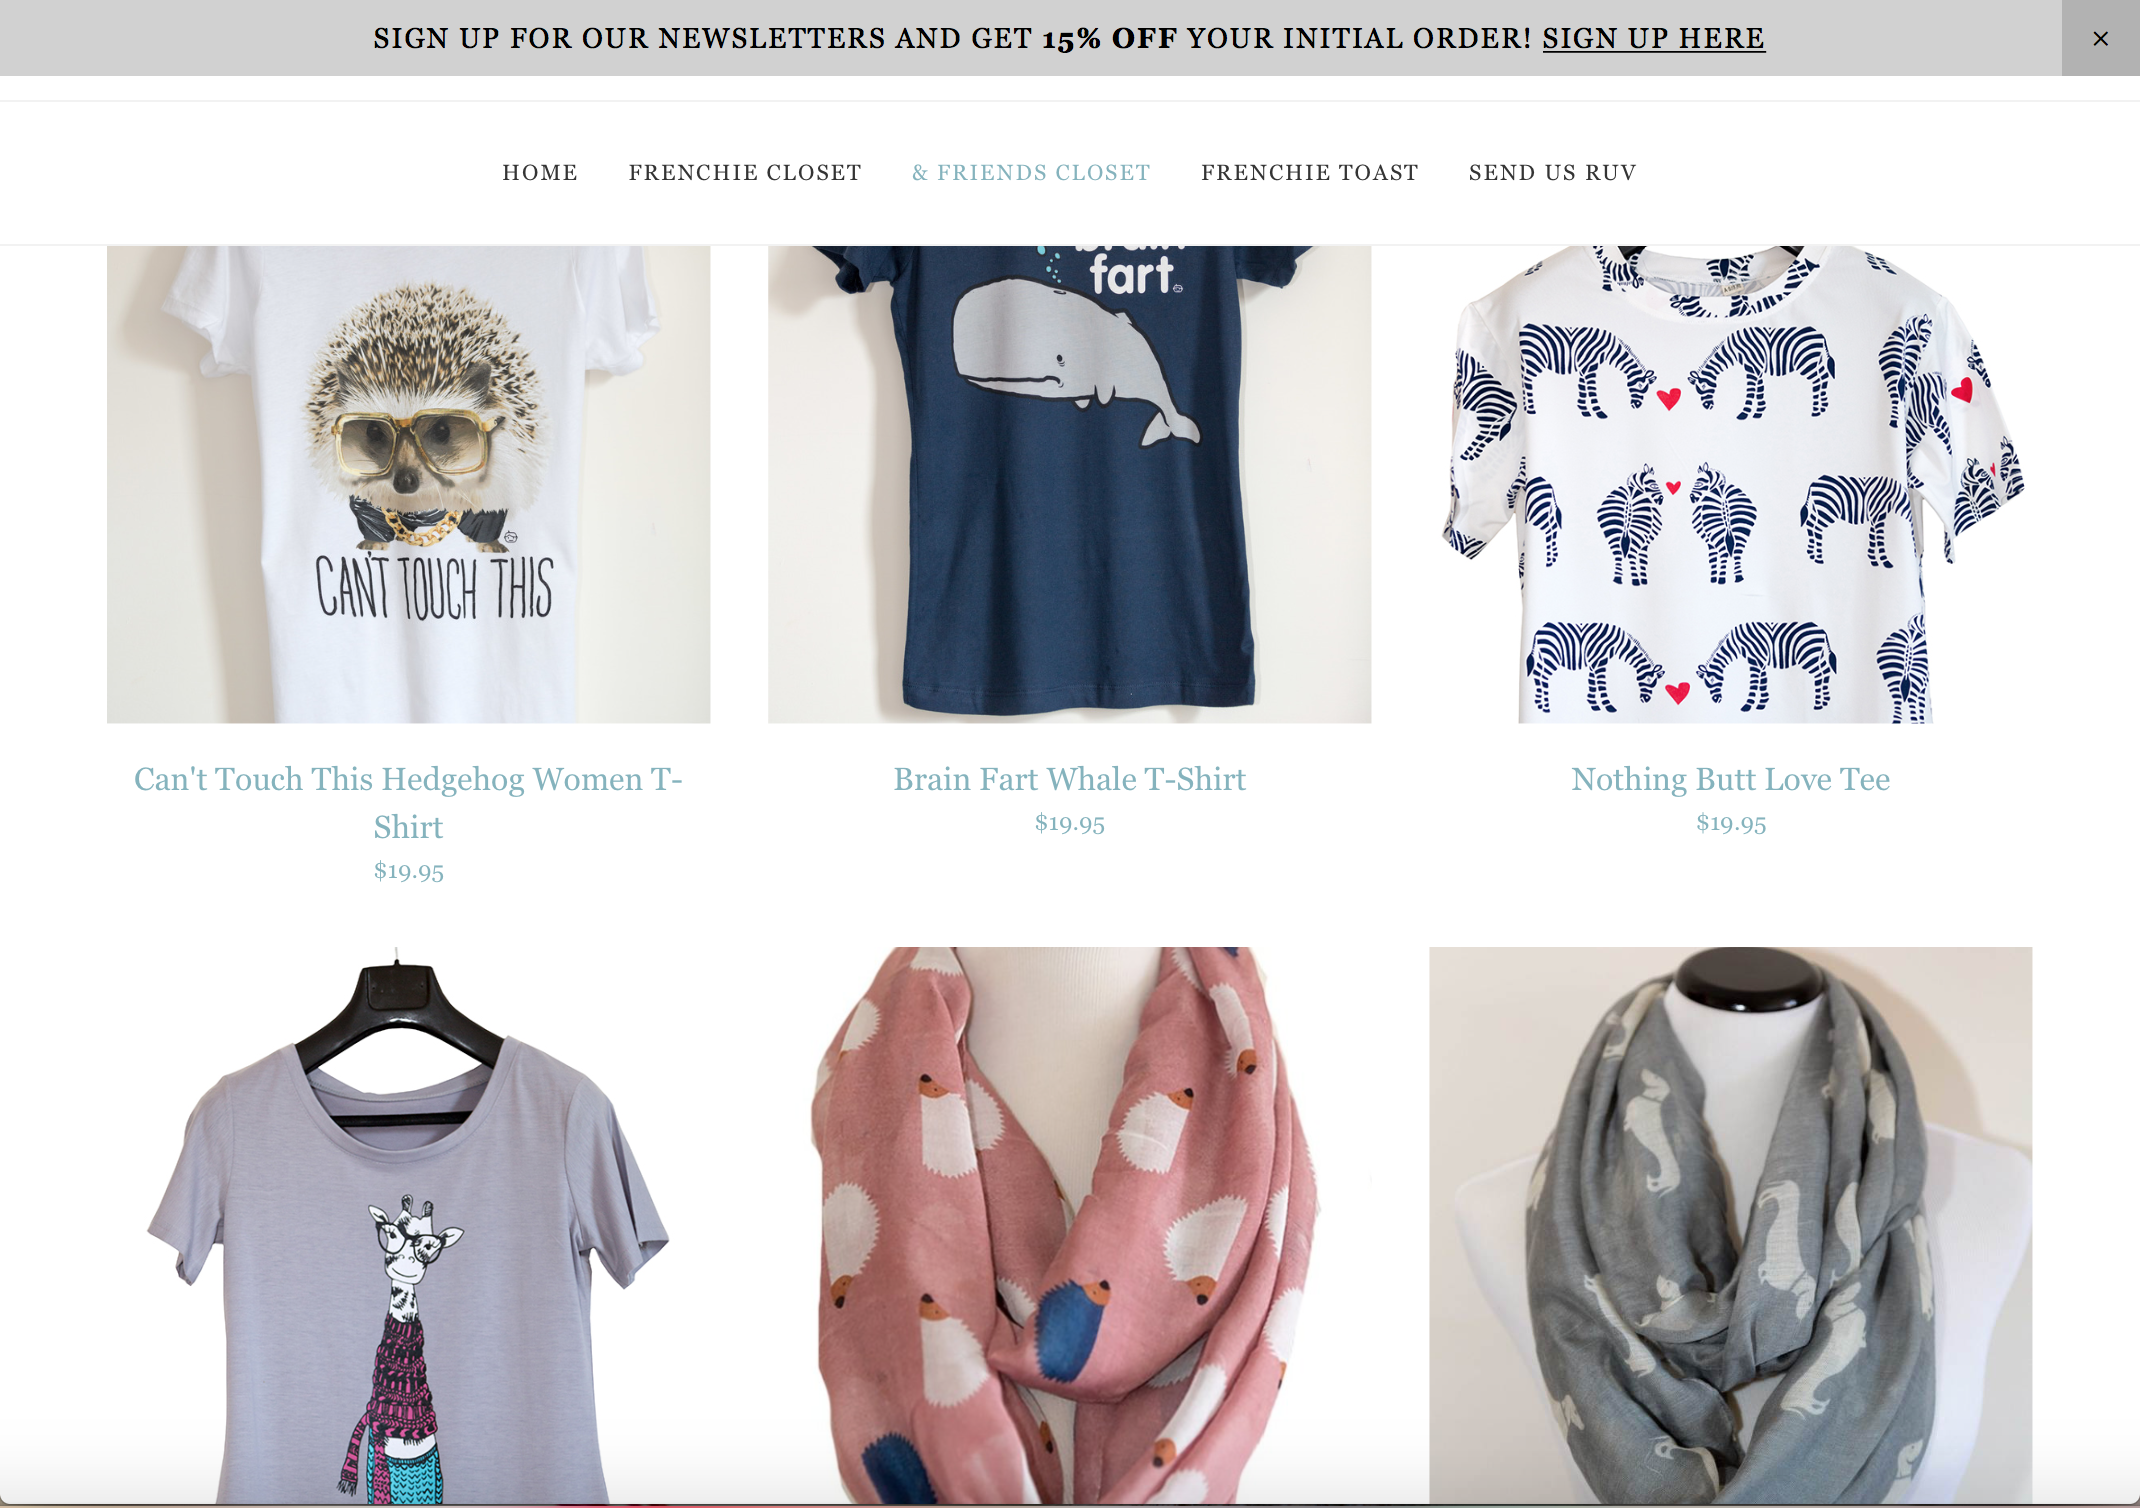 SIGN UP FOR OUR NEWSLETTERS AND GET 15% OFF YOUR INITIAL ORDER! SIGN UP HERE ×
HOME FRENCHIE CLOSET & FRIENDS CLOSET FRENCHIE TOAST SEND US RUV
CAN'T TOUCH THIS
brain
fart.
Can't Touch This Hedgehog Women T-
Shirt
$19.95
Brain Fart Whale T-Shirt
$19.95
Nothing Butt Love Tee
$19.95